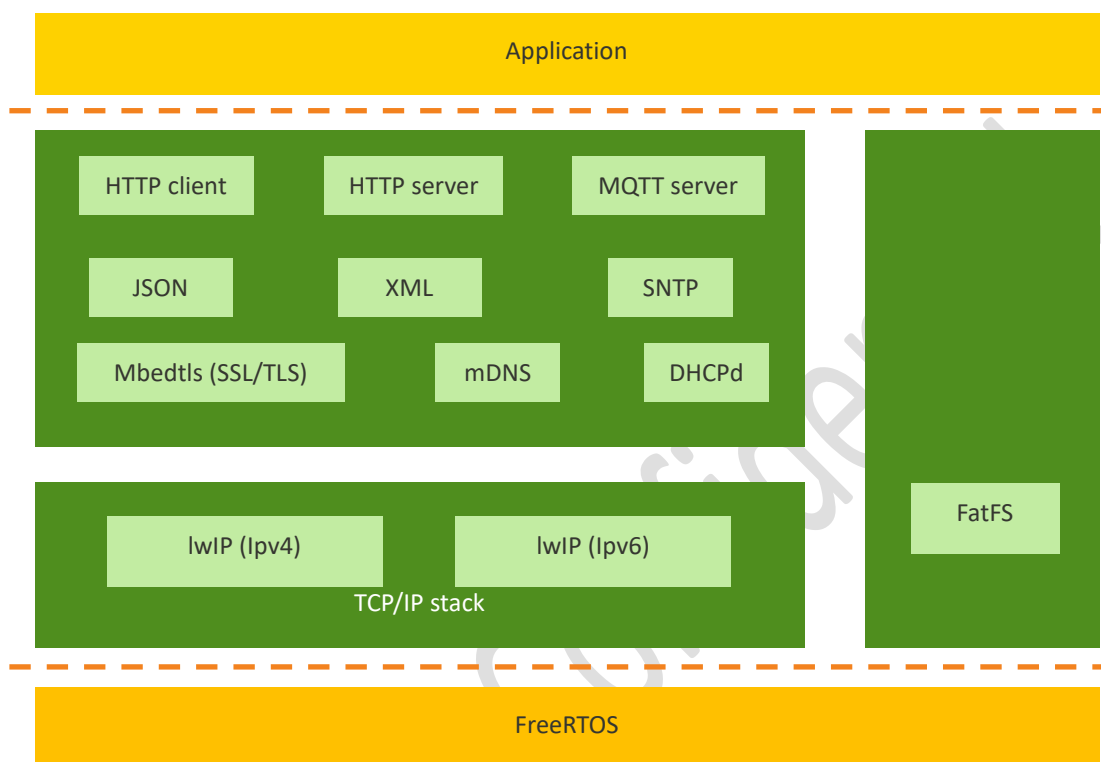 Application
HTTP client
HTTP server
MQTT server
JSON
XML
SNTP
Mbedtls (SSL/TLS)
mDNS
DHCPd
FatFS
lwIP (Ipv4)
lwIP (Ipv6)
TCP/IP stack
FreeRTOS